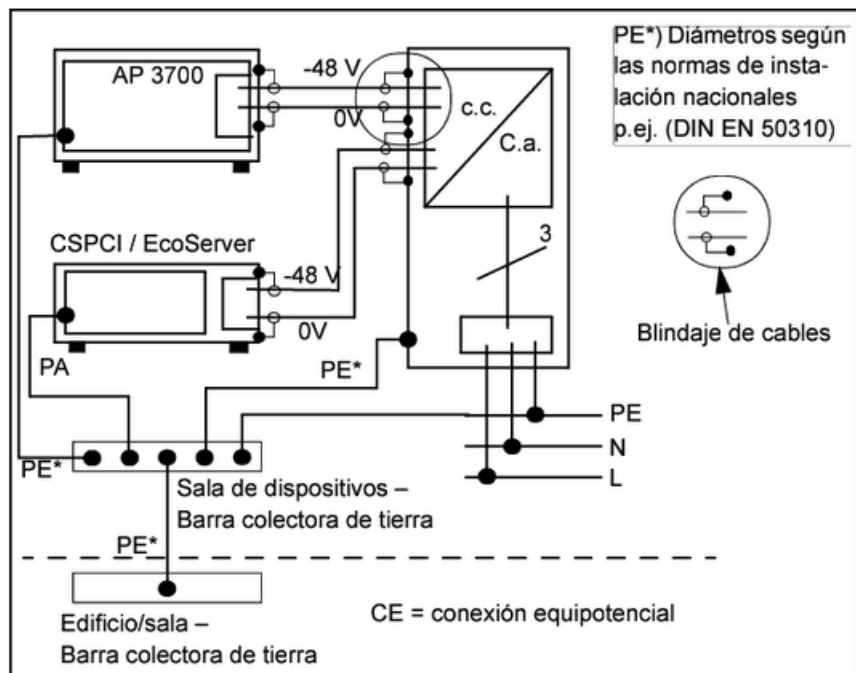 AP 3700
-48 V
0V
c.c.
C.a.
PE*) Diámetros según
las normas de insta-
lación nacionales
p.ej. (DIN EN 50310)
CSPCI / EcoServer
-48 V
0V
3
Blindaje de cables
PA
PE*
PE
N
L
PE*
Sala de dispositivos –
Barra colectora de tierra
PE*
Edificio/sala –
Barra colectora de tierra
CE = conexión equipotencial